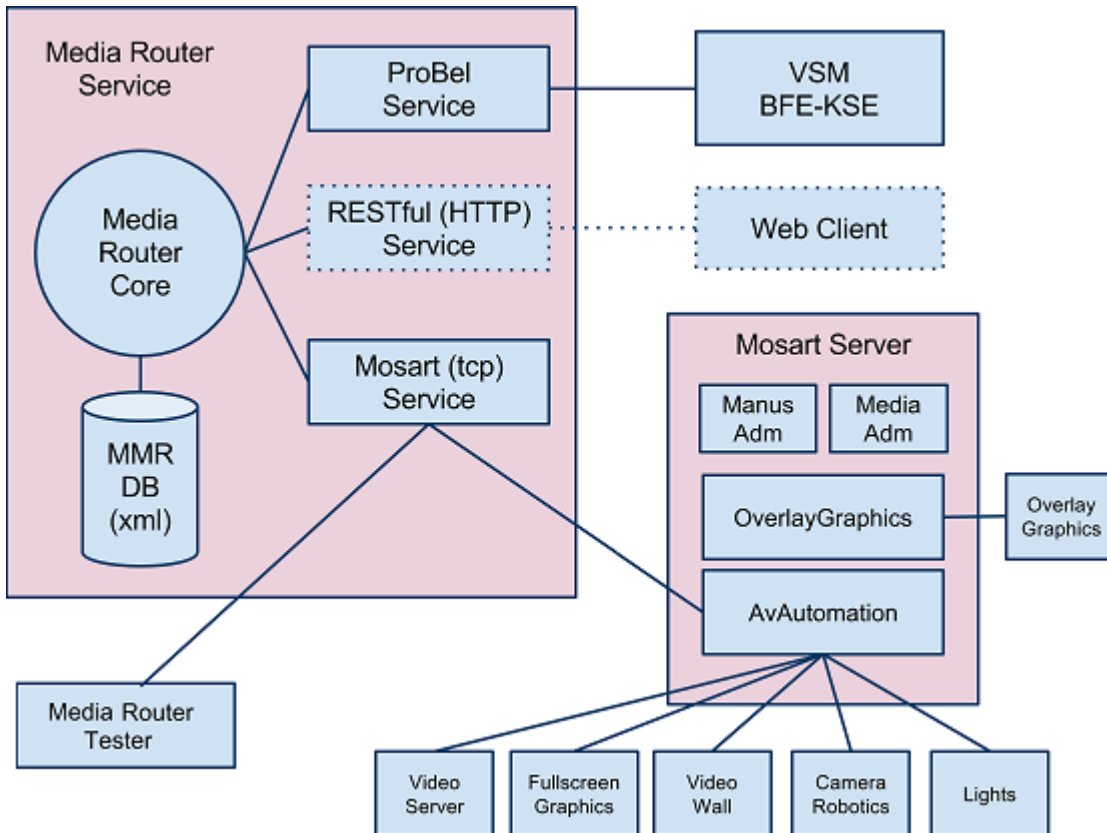 Media Router
Service
ProBel
Service
VSM
BFE-KSE
Media
Router
Core
RESTful (HTTP)
Service
Web Client
Mosart (tcp)
Service
MMR
DB
(xml)
Mosart Server
Manus
Adm
Media
Adm
OverlayGraphics
Overlay
Graphics
AvAutomation
Media Router
Tester
Video
Server
Fullscreen
Graphics
Video
Wall
Camera
Robotics
Lights